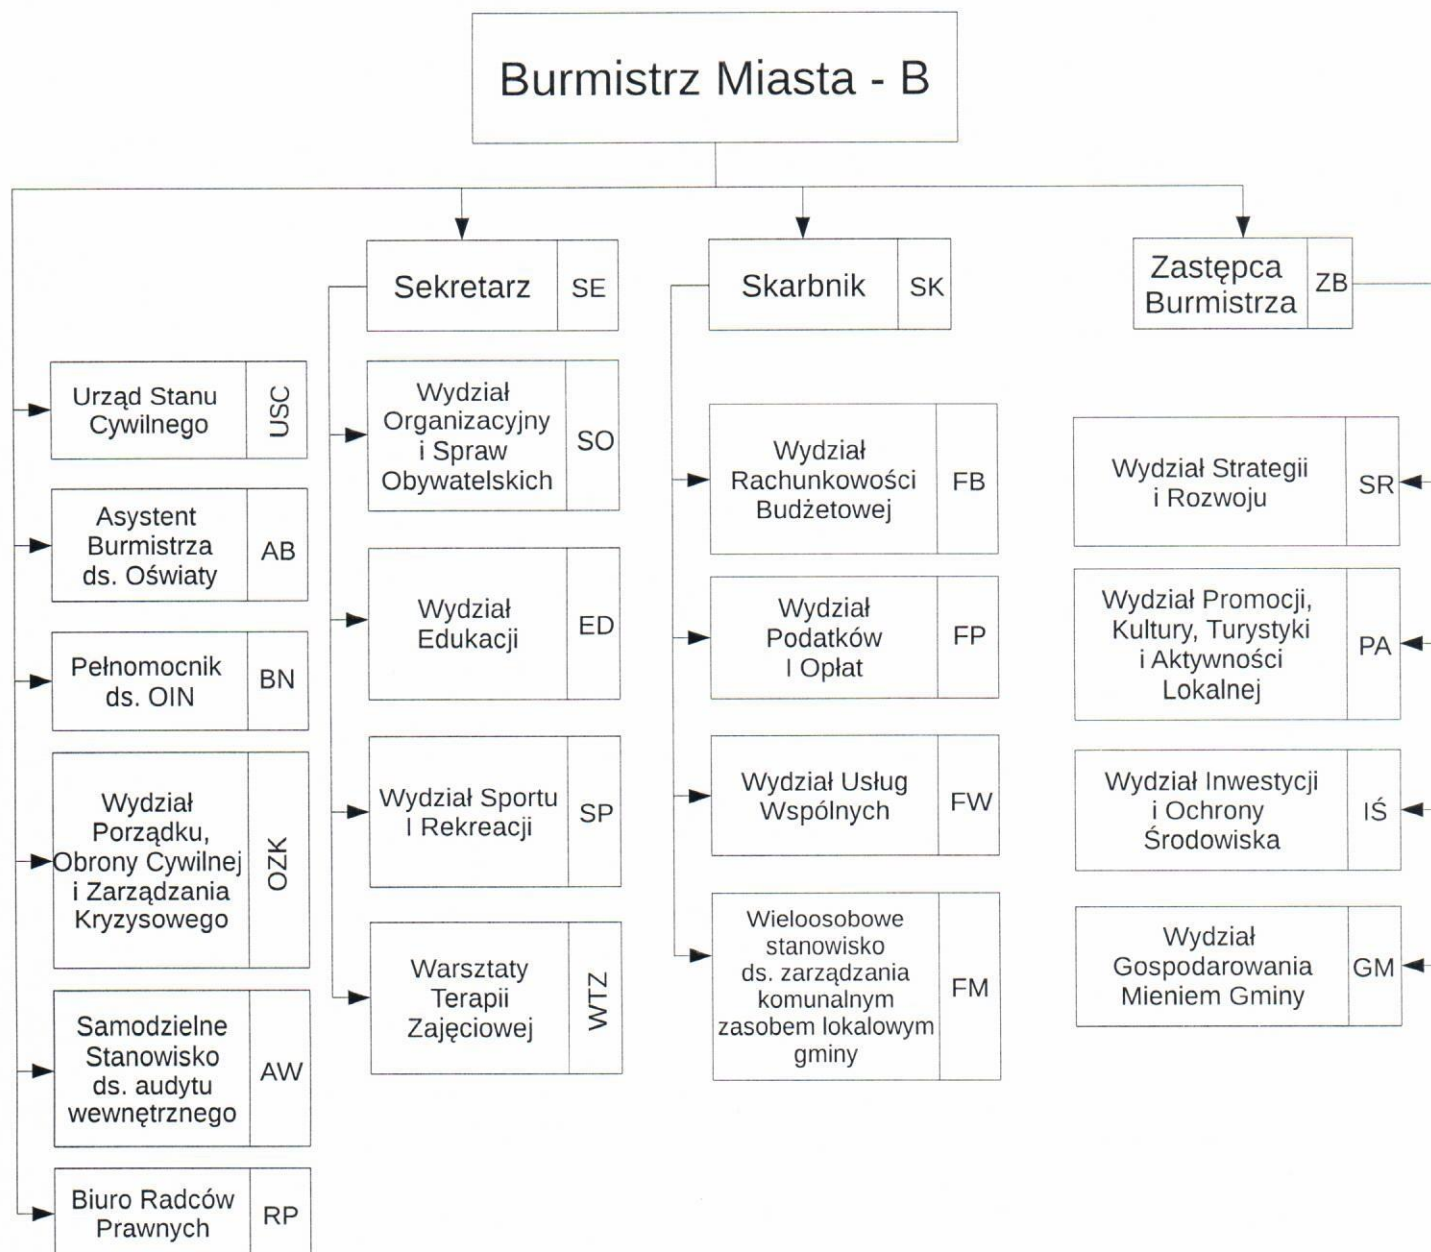 Burmistrz Miasta - B
Sekretarz
SE
Skarbnik
SK
Zastępca
Burmistrza
ZB
Urząd Stanu
Cywilnego
USC
Asystent
Burmistrza
ds. Oświaty
AB
Pełnomocnik
ds. OIN
BN
Wydział
Porządku,
Obrony Cywilnej
i Zarządzania
Kryzysowego
OZK
Samodzielne
Stanowisko
ds. audytu
wewnętrznego
AW
Biuro Radców
Prawnych
RP
Wydział
Organizacyjny
i Spraw
Obywatelskich
SO
Wydział
Edukacji
ED
Wydział Sportu
I Rekreacji
SP
Warsztaty
Terapii
Zajęciowej
WTZ
Wydział
Rachunkowości
Budżetowej
FB
Wydział
Podatków
I Opłat
FP
Wydział Usług
Wspólnych
FW
Wieloosobowe
stanowisko
ds. zarządzania
komunalnym
zasobem lokalowym
gminy
FM
Wydział Strategii
i Rozwoju
SR
Wydział Promocji,
Kultury, Turystyki
i Aktywności
Lokalnej
PA
Wydział Inwestycji
i Ochrony
Środowiska
IŚ
Wydział
Gospodarowania
Mieniem Gminy
GM